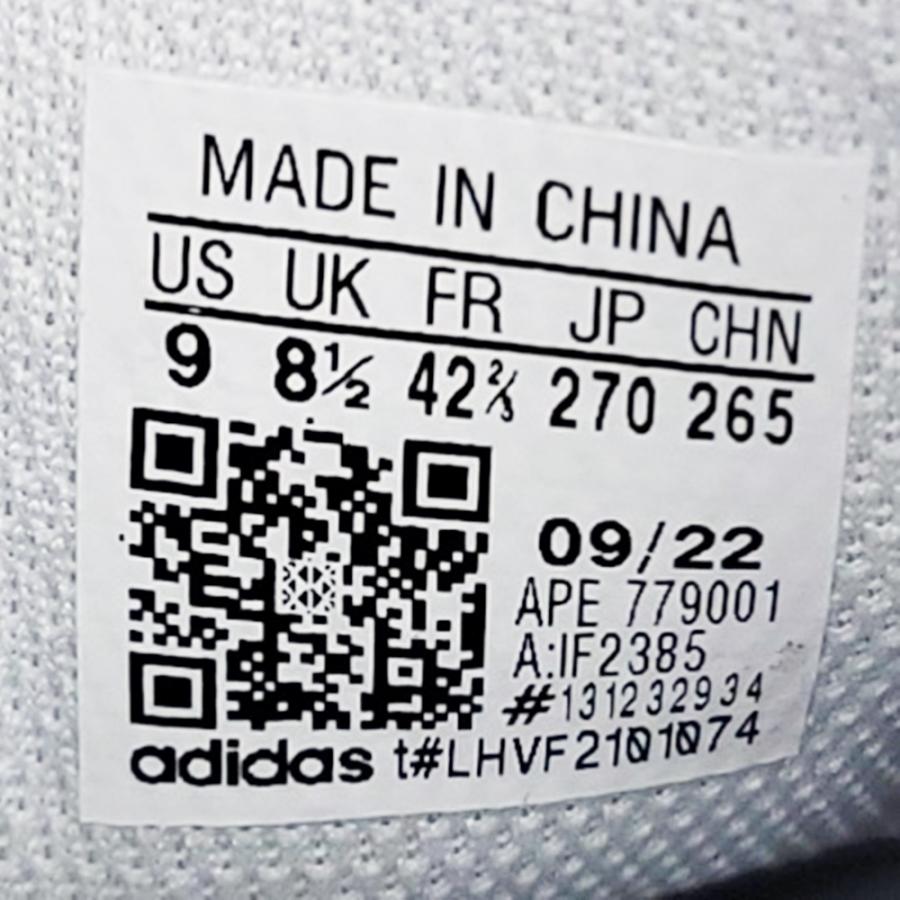 MADE IN CHINA
US UK FR JP CHN
9 8½ 42⅔ 270 265
09/22
APE 779001
A:IF2385
#131232934
adidas t#LHVF2101074